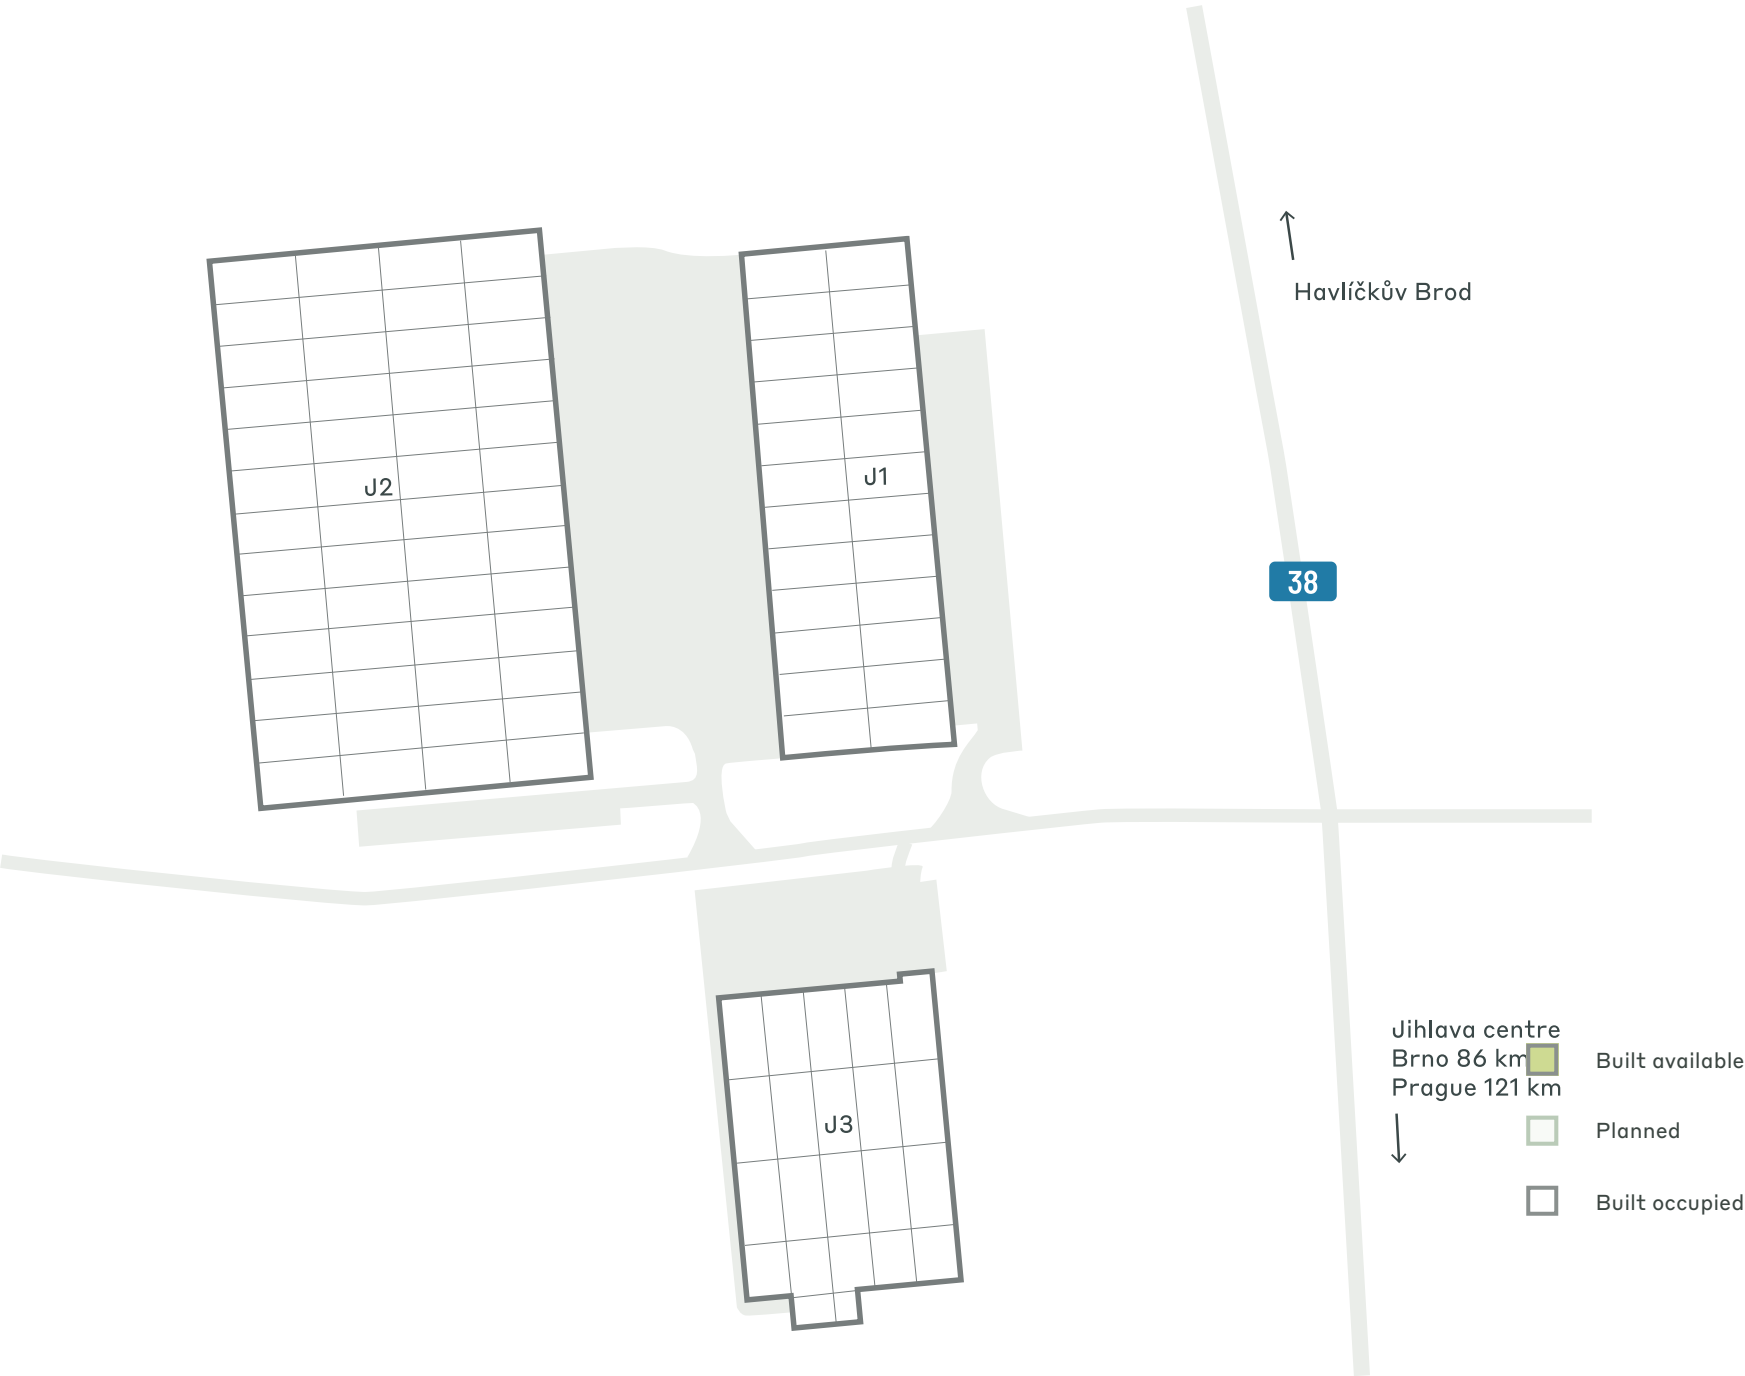 Havlíčkův Brod
J2
J1
38
Jihlava centre
Brno 86 km
Prague 121 km
Built available
Planned
Built occupied
J3